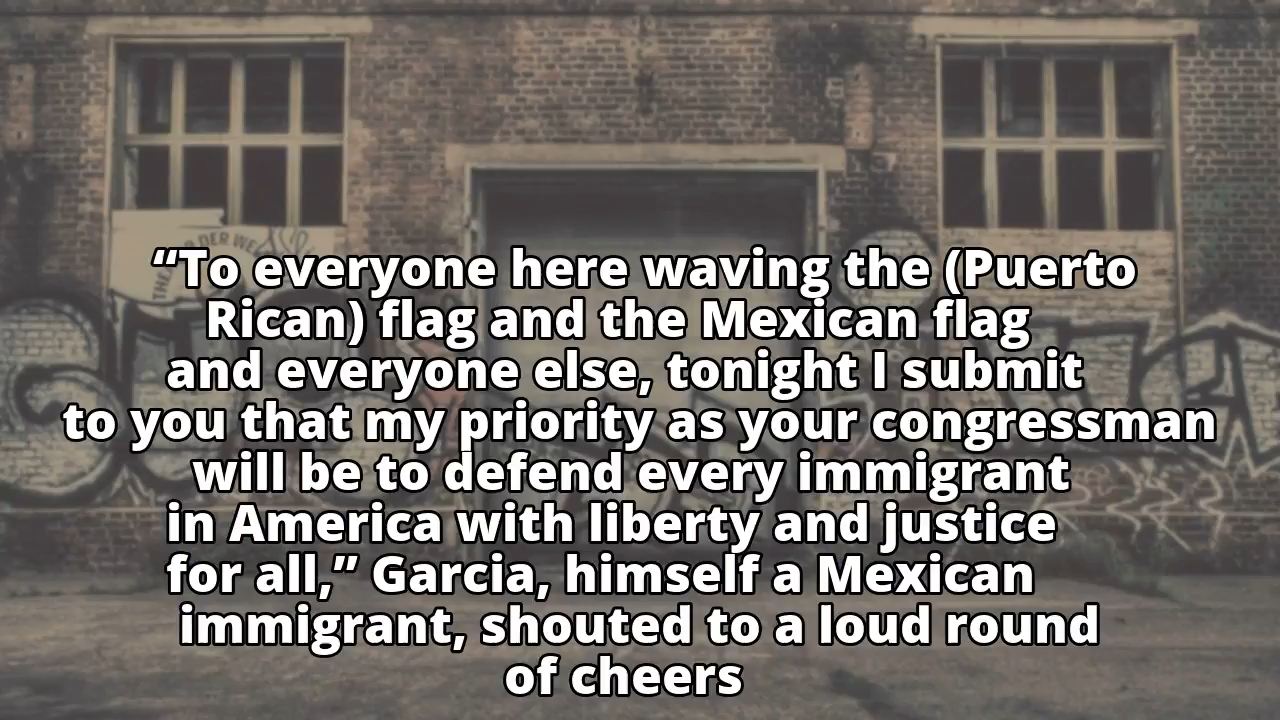 “To everyone here waving the (Puerto
Rican) flag and the Mexican flag
and everyone else, tonight I submit
to you that my priority as your congressman
will be to defend every immigrant
in America with liberty and justice
for all,” Garcia, himself a Mexican
immigrant, shouted to a loud round
of cheers